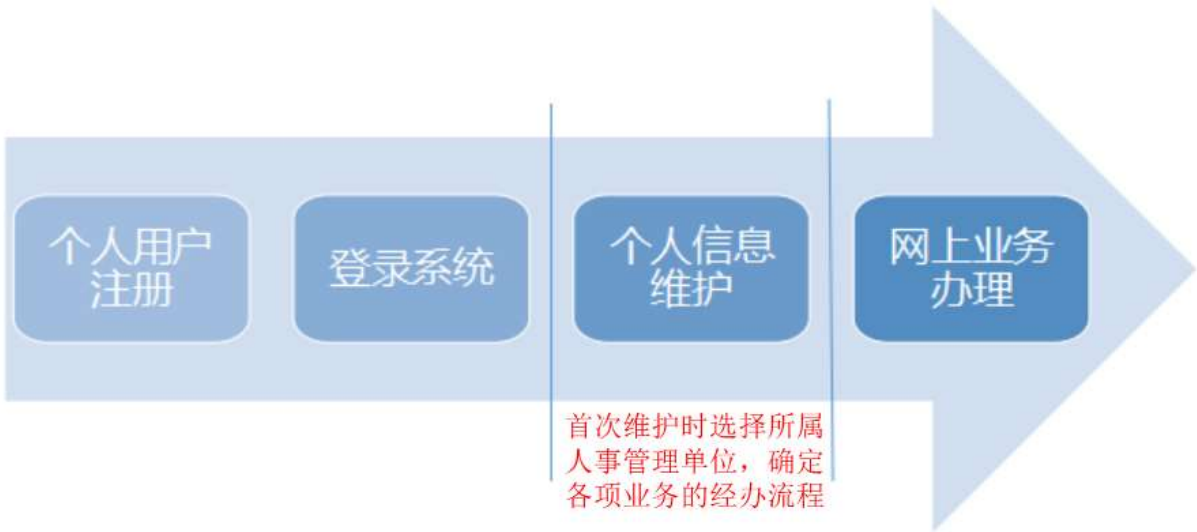 个人用户
注册
登录系统
个人信息
维护
网上业务
办理
首次维护时选择所属
人事管理单位，确定
各项业务的经办流程